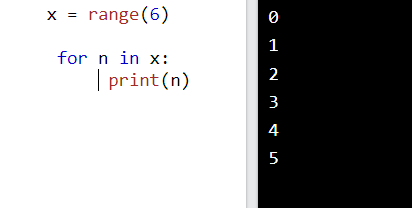 x = range(6)
for n in x:
print(n)
0
1
2
3
4
5